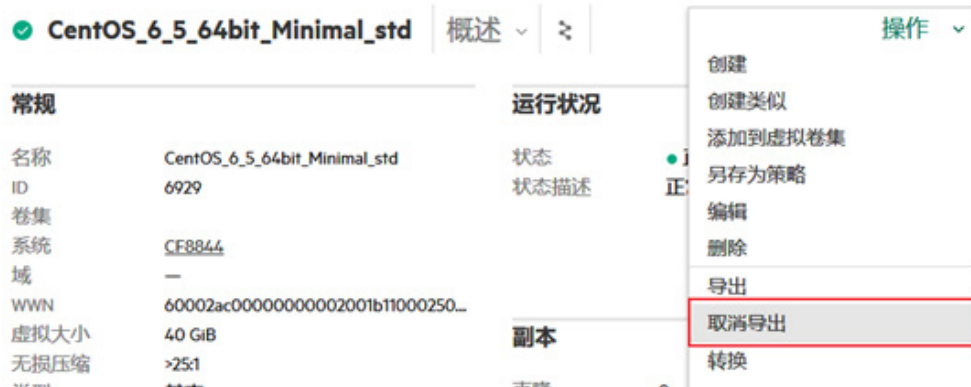 CentOS_6_5_64bit_Minimal_std 概述
操作
创建
创建类似
添加到虚拟卷集
另存为策略
编辑
删除
导出
取消导出
转换
常规
名称 CentOS_6_5_64bit_Minimal_std
ID 6929
卷集
系统 CF8844
域 —
WWN 60002ac00000000002001b11000250...
虚拟大小 40 GiB
无损压缩 >25:1
运行状况
状态
状态描述 正
副本